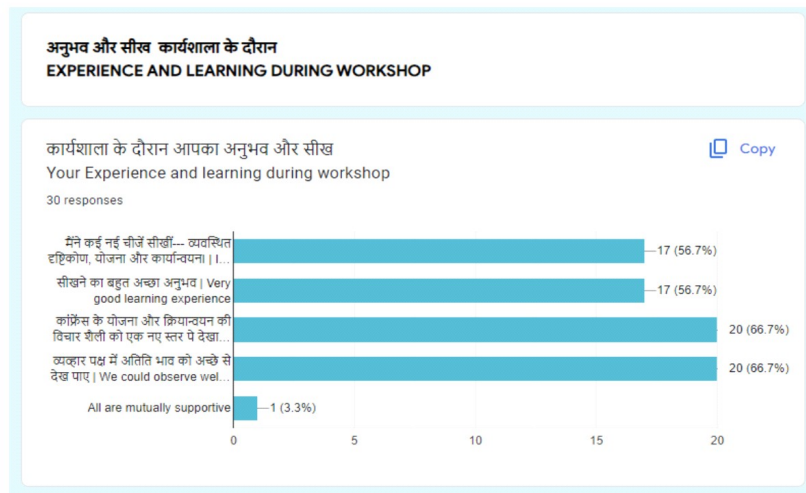 अनुभव और सीख कार्यशाला के दौरान
EXPERIENCE AND LEARNING DURING WORKSHOP
कार्यशाला के दौरान आपका अनुभव और सीख
Copy
Your Experience and learning during workshop
30 responses
मैंने कई नई चीजें सीखीं--- व्यवस्थित
दृष्टिकोण, योजना और कार्यान्वयन। | I...
17 (56.7%)
सीखने का बहुत अच्छा अनुभव | Very
good learning experience
17 (56.7%)
कांफ्रेंस के योजना और क्रियान्वयन की
विचार शैली को एक नए स्तर पे देखा...
20 (66.7%)
व्यव्हार पक्ष में अतिति भाव को अच्छे से
देख पाए | We could observe wel...
20 (66.7%)
All are mutually supportive
1 (3.3%)
0 5 10 15 20